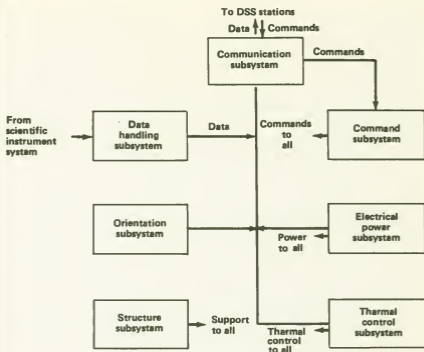 To DSS stations
Data
Commands
Communication
subsystem
Commands
From
scientific
instrument
system
Data
handling
subsystem
Data
Commands
to
all
Command
subsystem
Orientation
subsystem
Power
to all
Electrical
power
subsystem
Structure
subsystem
Support
to all
Thermal
control
to all
Thermal
control
subsystem